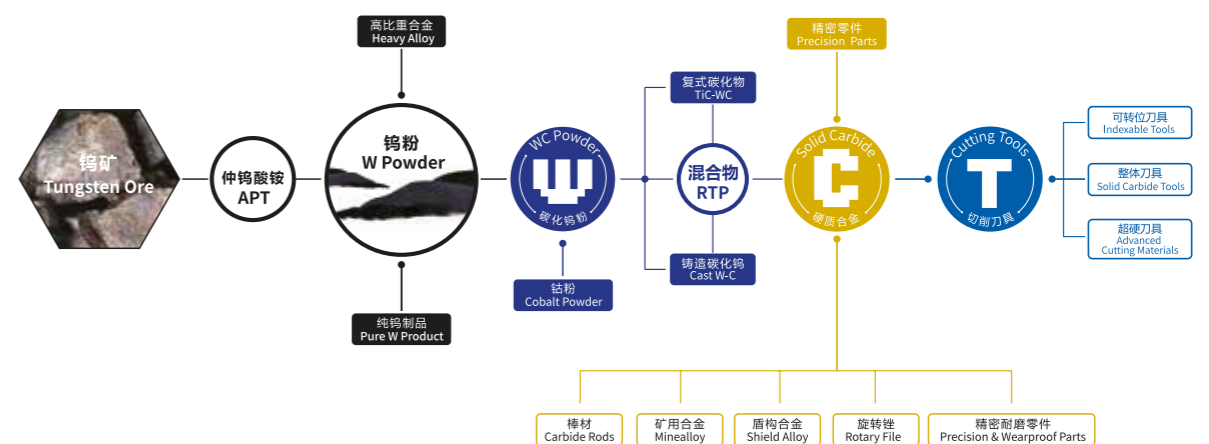 高比重合金
Heavy Alloy
精密零件
Precision Parts
复式碳化物
TiC-WC
钨矿
Tungsten Ore
仲钨酸铵
APT
钨粉
W Powder
WC Powder
W
碳化钨粉
混合物
RTP
Solid Carbide
C
硬质合金
Cutting Tools
T
切削刀具
可转位刀具
Indexable Tools
整体刀具
Solid Carbide Tools
超硬刀具
Advanced
Cutting Materials
铸造碳化钨
Cast W-C
钴粉
Cobalt Powder
纯钨制品
Pure W Product
棒材
Carbide Rods
矿用合金
Minealloy
盾构合金
Shield Alloy
旋转锉
Rotary File
精密耐磨零件
Precision & Wearproof Parts